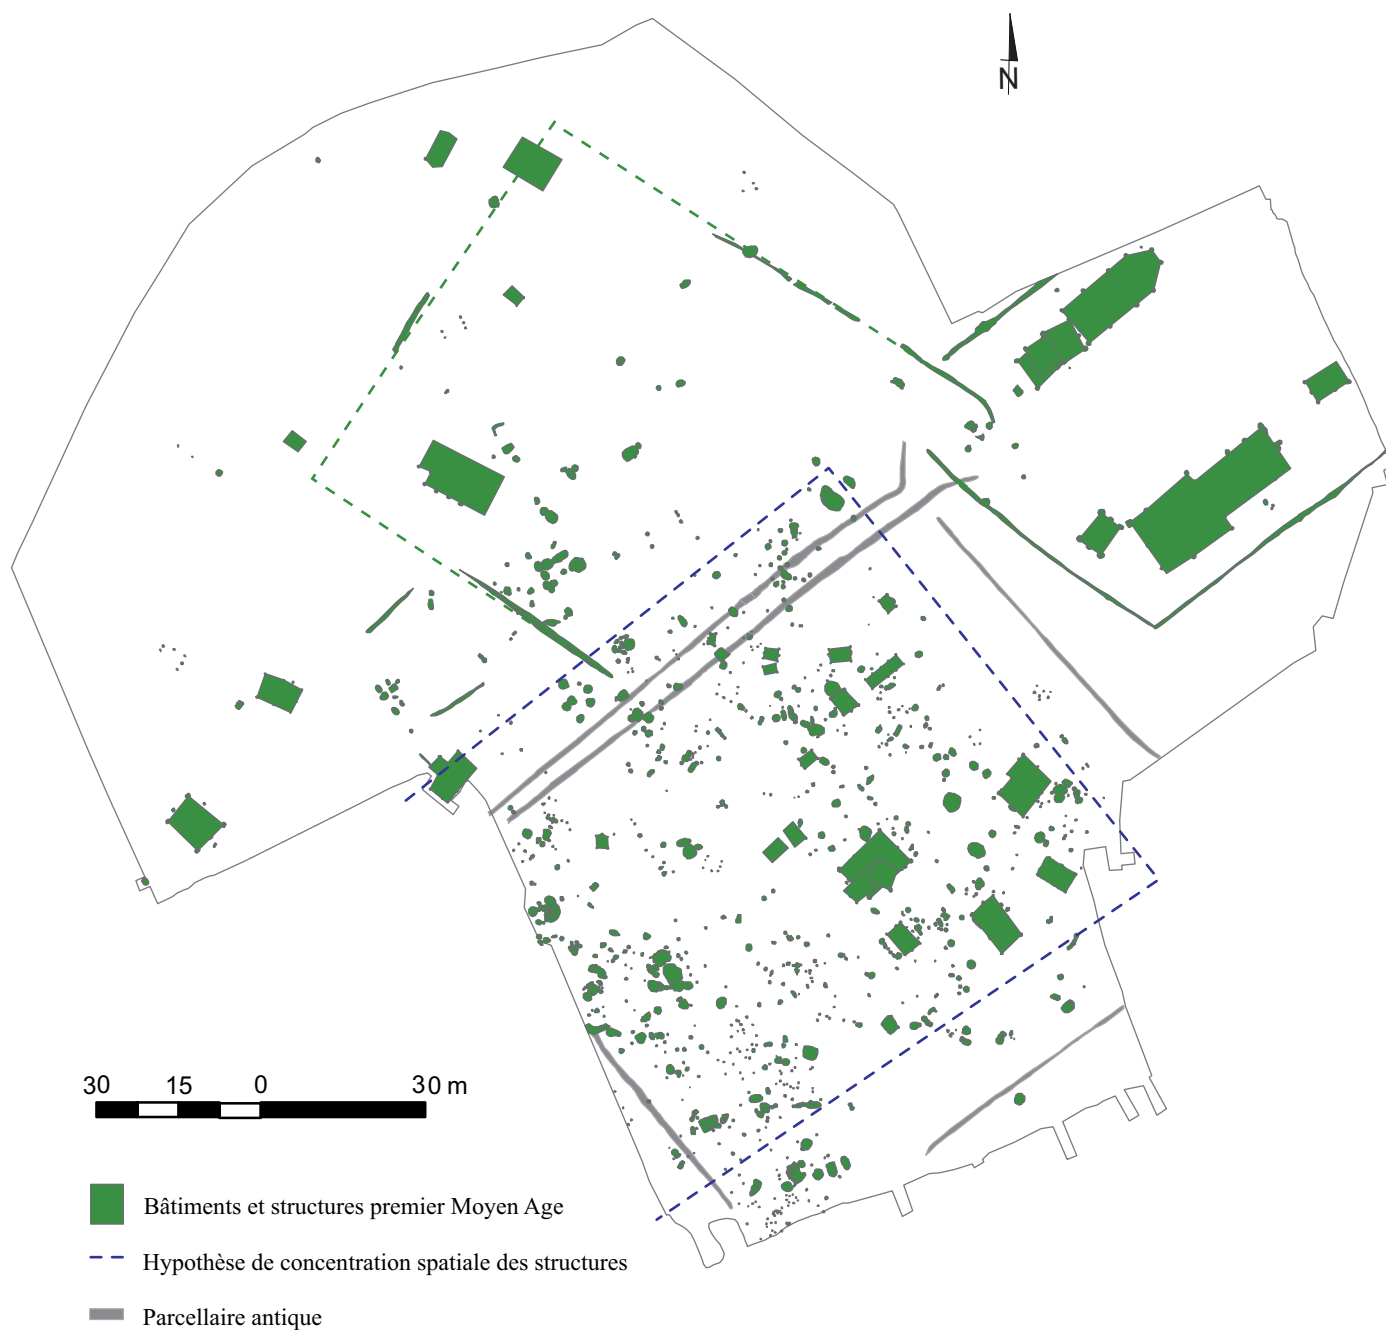 N
30 15 0 30 m
Bâtiments et structures premier Moyen Age
Hypothèse de concentration spatiale des structures
Parcellaire antique